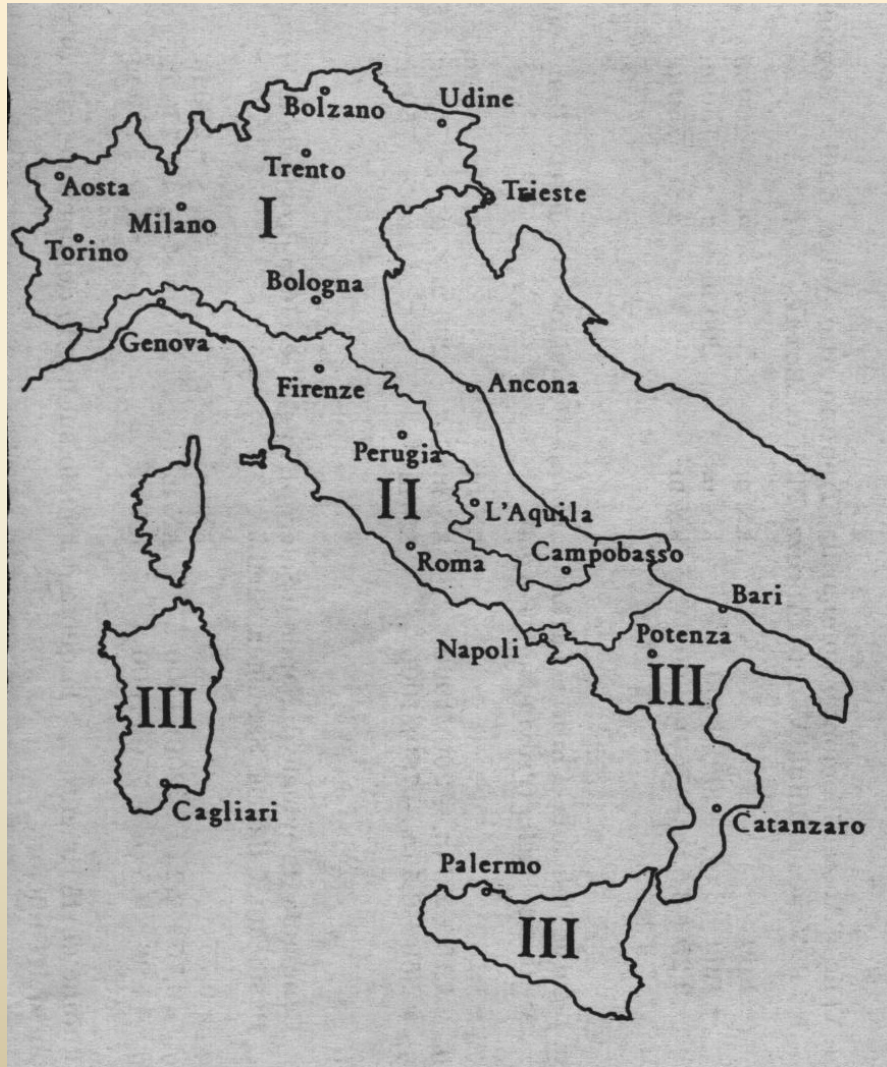 Bolzano
Udine
Trento
Aosta
Trieste
Milano
I
Torino
Bologna
Genova
Firenze
Ancona
Perugia
II
L'Aquila
Roma
Campobasso
Bari
Napoli
Potenza
III
III
Cagliari
Catanzaro
Palermo
III